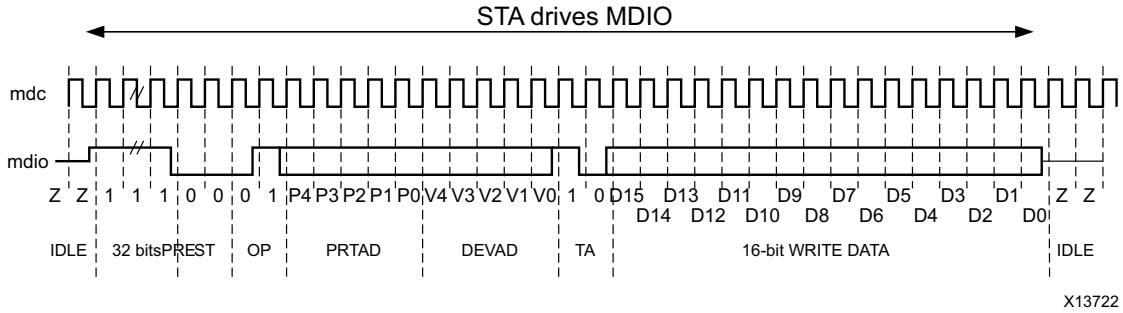 STA drives MDIO
mdc
mdio
Z Z 1 1 1 0 0 0 1 P4 P3 P2 P1 P0 V4 V3 V2 V1 V0 1 0 D15 D13 D11 D9 D7 D5 D3 D1 Z Z
D14 D12 D10 D8 D6 D4 D2 D0
IDLE 32 bitsPREST OP PRTAD DEVAD TA 16-bit WRITE DATA IDLE
X13722